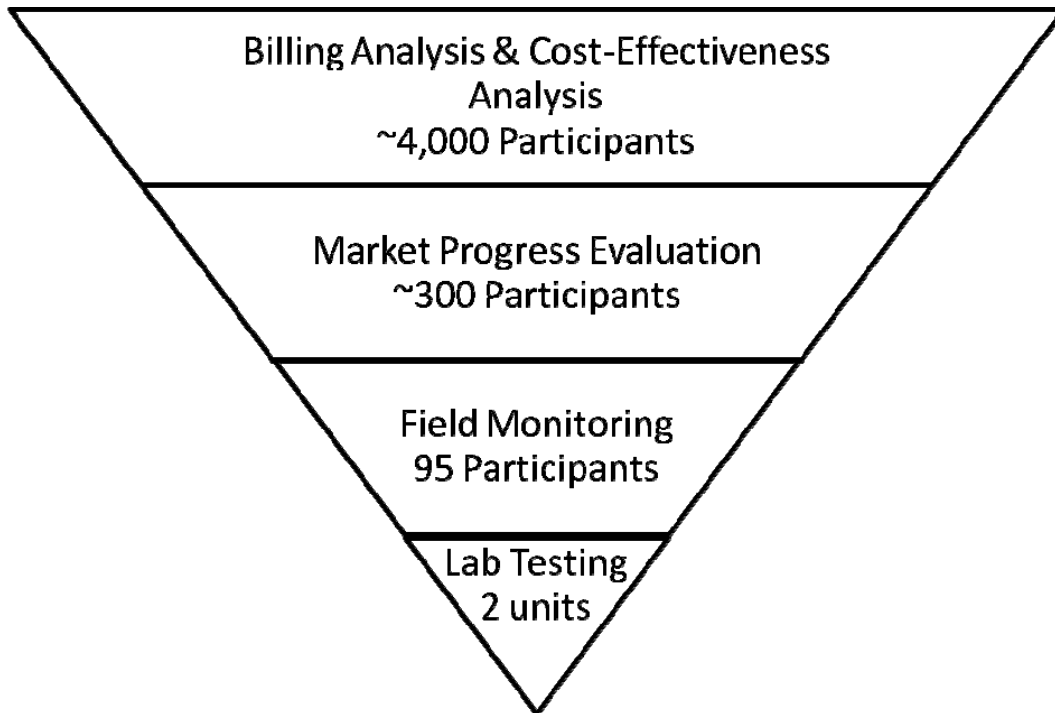 Billing Analysis & Cost-Effectiveness
Analysis
~4,000 Participants
Market Progress Evaluation
~300 Participants
Field Monitoring
95 Participants
Lab Testing
2 units